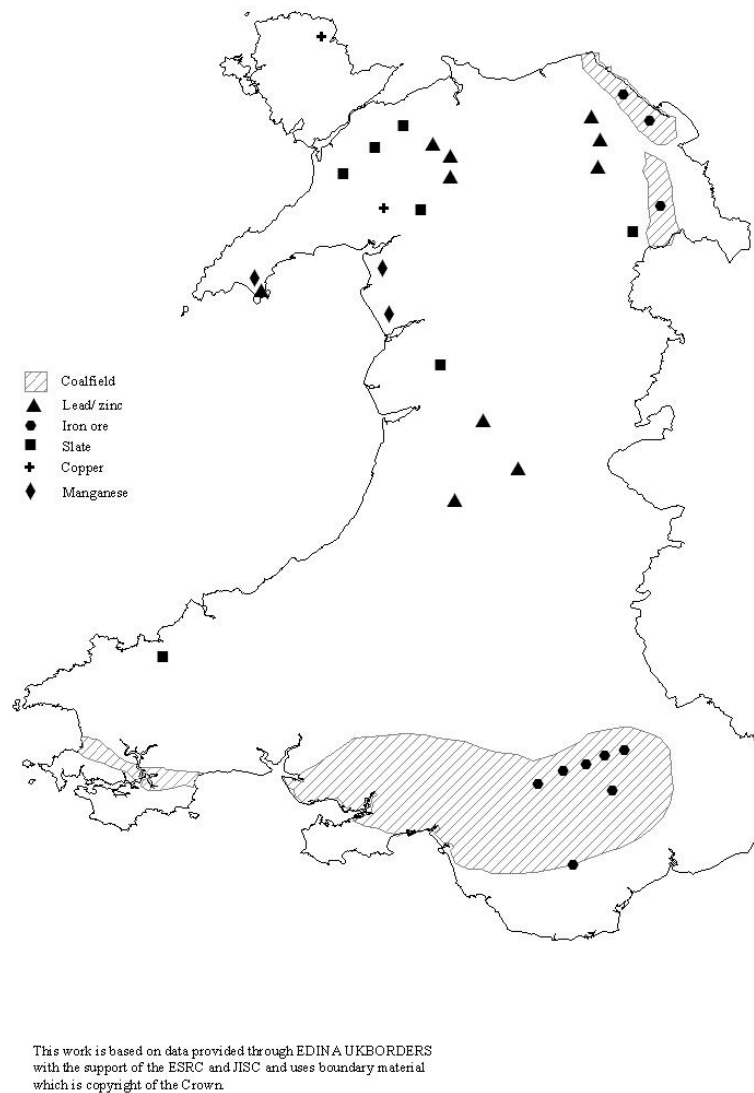 Coalfield
Lead/ zinc
Iron ore
Slate
Copper
Manganese
This work is based on data provided through EDINA UKBORDERS
with the support of the ESRC and JISC and uses boundary material
which is copyright of the Crown.